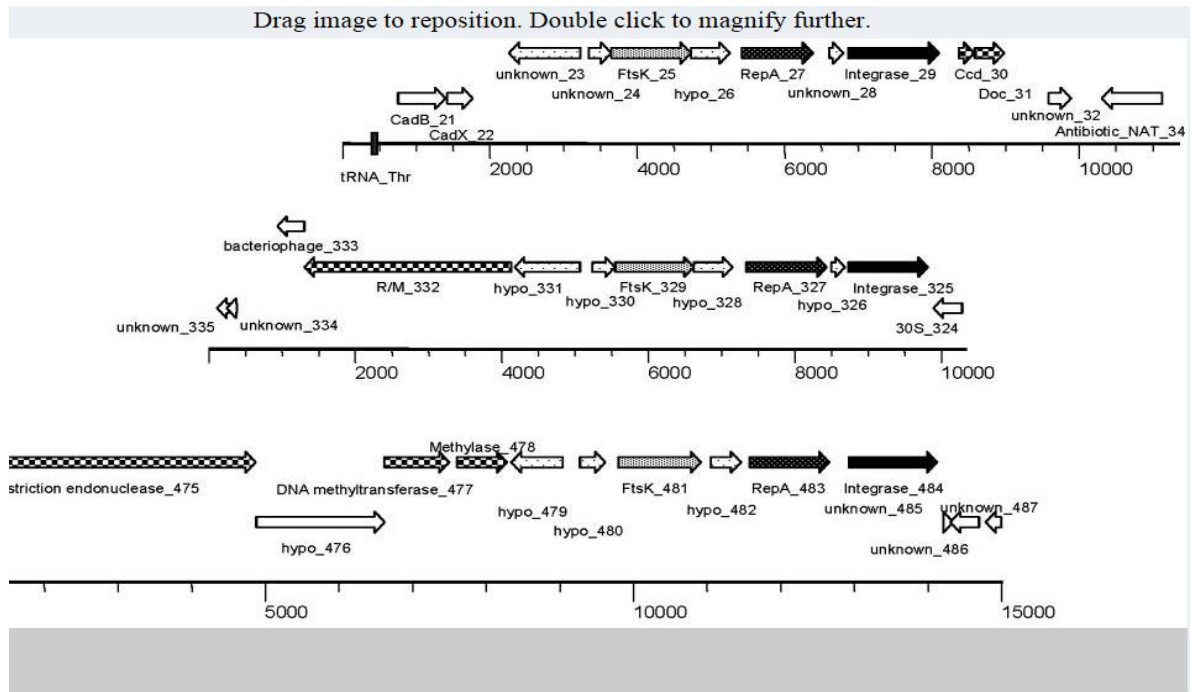 Drag image to reposition. Double click to magnify further.
unknown_23 FtsK_25 RepA_27 Integrase_29 Ccd_30
unknown_24 hypo_26 unknown_28 Doc_31
CadB_21 unknown_32
CadX_22 Antibiotic_NAT_34
2000 4000 6000 8000 10000
tRNA_Thr
bacteriophage_333
R/M_332 hypo_331 FtsK_329 RepA_327 Integrase_325
hypo_330 hypo_328 hypo_326
unknown_335 unknown_334 30S_324
2000 4000 6000 8000 10000
Methylase_478
striction endonuclease_475 DNA methyltransferase_477 FtsK_481 RepA_483 Integrase_484
hypo_479 hypo_482 unknown_485 unknown_487
hypo_480
hypo_476 unknown_486
5000 10000 15000